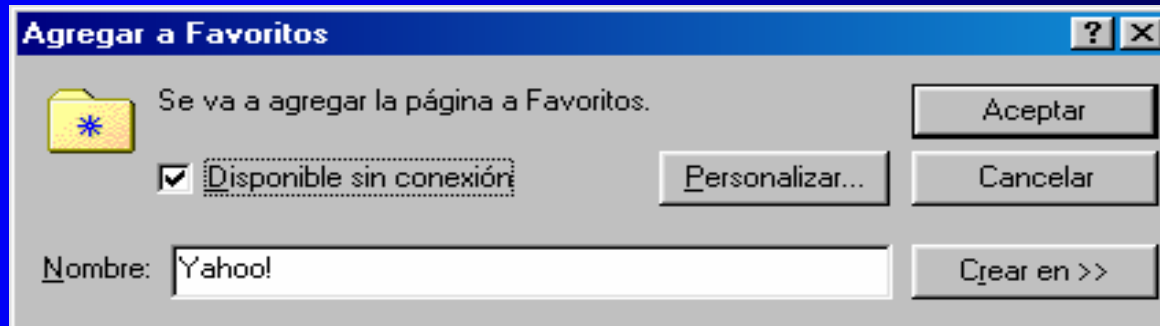 Agregar a Favoritos
Se va a agregar la página a Favoritos.
Aceptar
Disponible sin conexión
Personalizar...
Cancelar
Nombre:
Yahoo!
Crear en >>